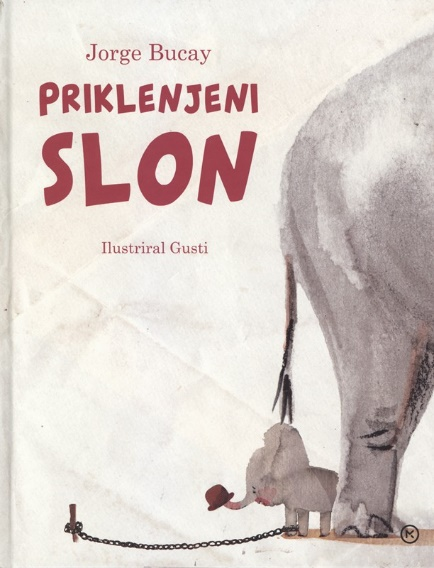 Jorge Bucay
PRIKLENJENI
SLON
Ilustriral Gusti